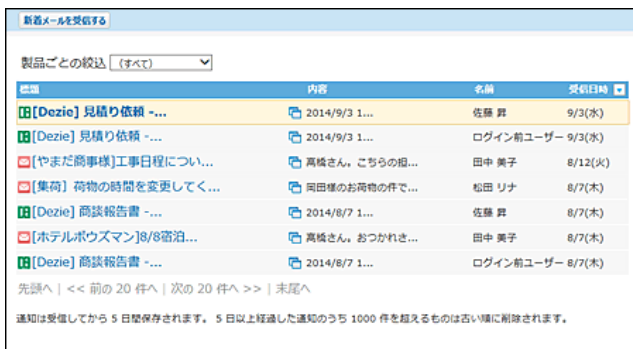 新着メールを受信する
製品ごとの絞込 (すべて)
標題 内容 名前 受信日時
[Dezie] 見積り依頼 -... 2014/9/3 1... 佐藤 昇 9/3(水)
[Dezie] 見積り依頼 -... 2014/9/3 1... ログイン前ユーザー 9/3(水)
[やまだ商事様]工事日程につい... 高橋さん。こちらの担... 田中 美子 8/12(火)
[集荷] 荷物の時間を変更してく... 岡田様のお荷物の件で... 松田 リナ 8/7(木)
[Dezie] 商談報告書 -... 2014/8/7 1... 佐藤 昇 8/7(木)
[ホテルボウズマン]8/8宿泊... 高橋さん。おつかれさ... 田中 美子 8/7(木)
[Dezie] 商談報告書 -... 2014/8/7 1... ログイン前ユーザー 8/7(木)
先頭へ | << 前の 20 件へ | 次の 20 件へ >> | 末尾へ
通知は受信してから 5 日間保存されます。 5 日以上経過した通知のうち 1000 件を超えるものは古い順に削除されます。